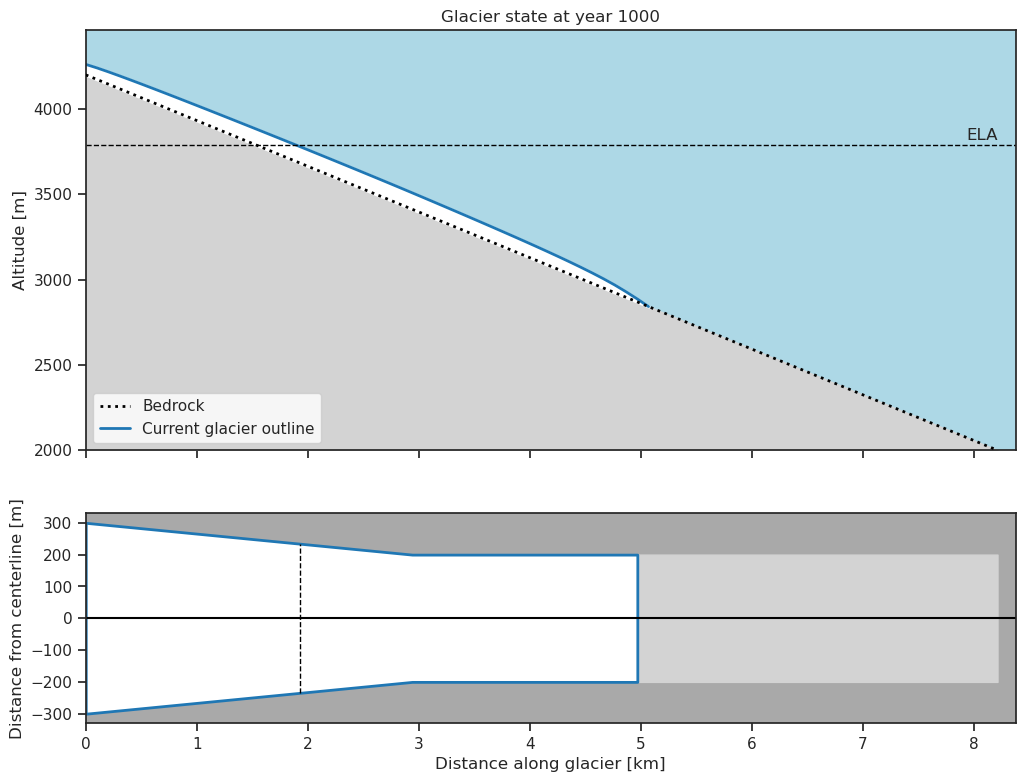 Glacier state at year 1000
Altitude [m]
4000
3500
3000
2500
2000
ELA
Bedrock
Current glacier outline
Distance from centerline [m]
300
200
100
0
−100
−200
−300
0 1 2 3 4 5 6 7 8
Distance along glacier [km]